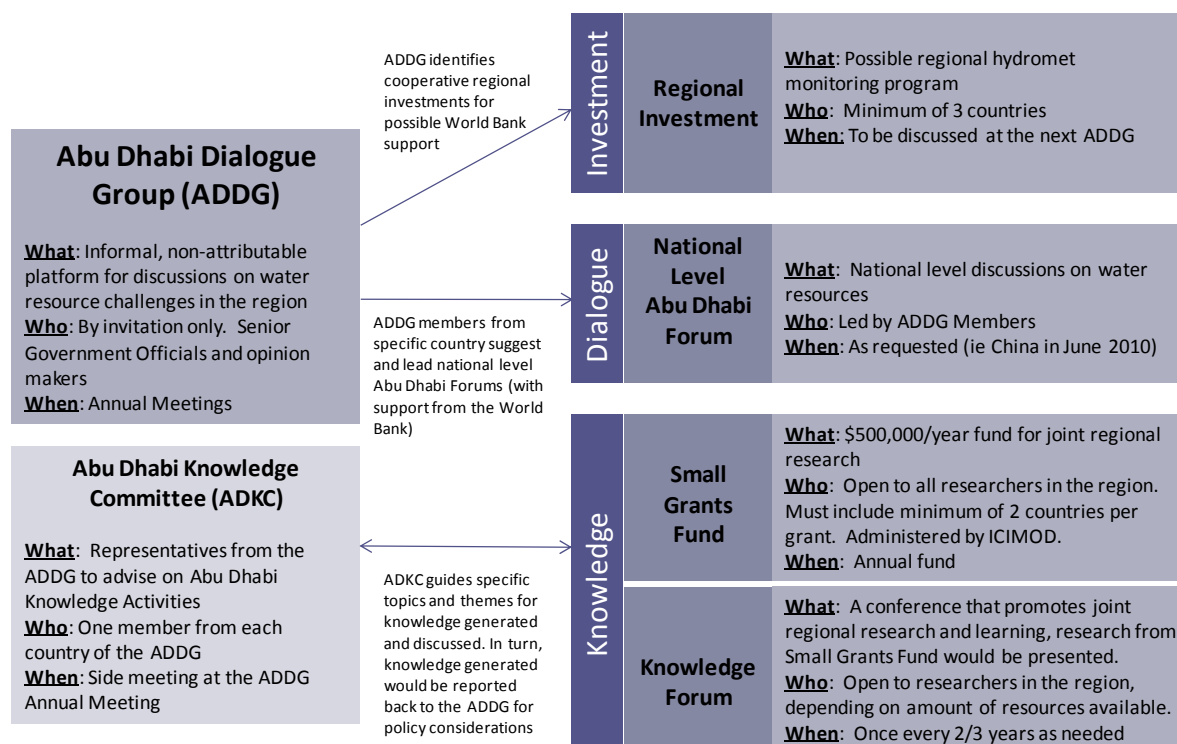 Abu Dhabi Dialogue
Group (ADDG)
What: Informal, non-attributable
platform for discussions on water
resource challenges in the region
Who: By invitation only.  Senior
Government Officials and opinion
makers
When: Annual Meetings
Abu Dhabi Knowledge
Committee (ADKC)
What:  Representatives from the
ADDG to advise on Abu Dhabi
Knowledge Activities
Who: One member from each
country of the ADDG
When: Side meeting at the ADDG
Annual Meeting
ADDG identifies
cooperative regional
investments for
possible World Bank
support
ADDG members from
specific country suggest
and lead national level
Abu Dhabi Forums (with
support from the World
Bank)
ADKC guides specific
topics and themes for
knowledge generated
and discussed. In turn,
knowledge generated
would be reported
back to the ADDG for
policy considerations
Investment
Regional
Investment
What: Possible regional hydromet
monitoring program
Who:  Minimum of 3 countries
When: To be discussed at the next ADDG
Dialogue
National
Level
Abu Dhabi
Forum
What:  National level discussions on water
resources
Who: Led by ADDG Members
When: As requested (ie China in June 2010)
Knowledge
Small
Grants
Fund
What: $500,000/year fund for joint regional
research
Who:  Open to all researchers in the region.
Must include minimum of 2 countries per
grant.  Administered by ICIMOD.
When:  Annual fund
Knowledge
Forum
What:  A conference that promotes joint
regional research and learning, research from
Small Grants Fund would be presented.
Who:  Open to researchers in the region,
depending on amount of resources available.
When:  Once every 2/3 years as needed